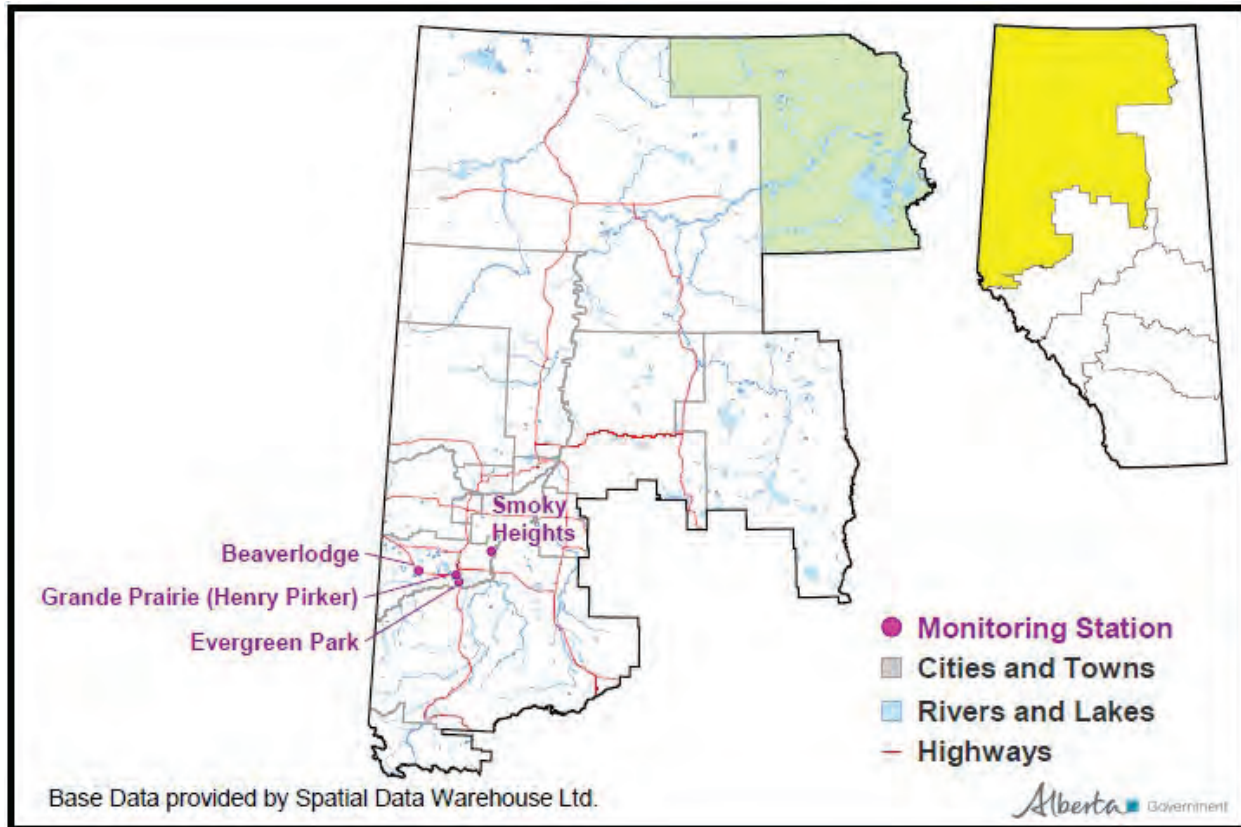 Smoky
Heights
Beaverlodge
Grande Prairie (Henry Pirker)
Evergreen Park
Monitoring Station
Cities and Towns
Rivers and Lakes
Highways
Base Data provided by Spatial Data Warehouse Ltd.
Alberta Government